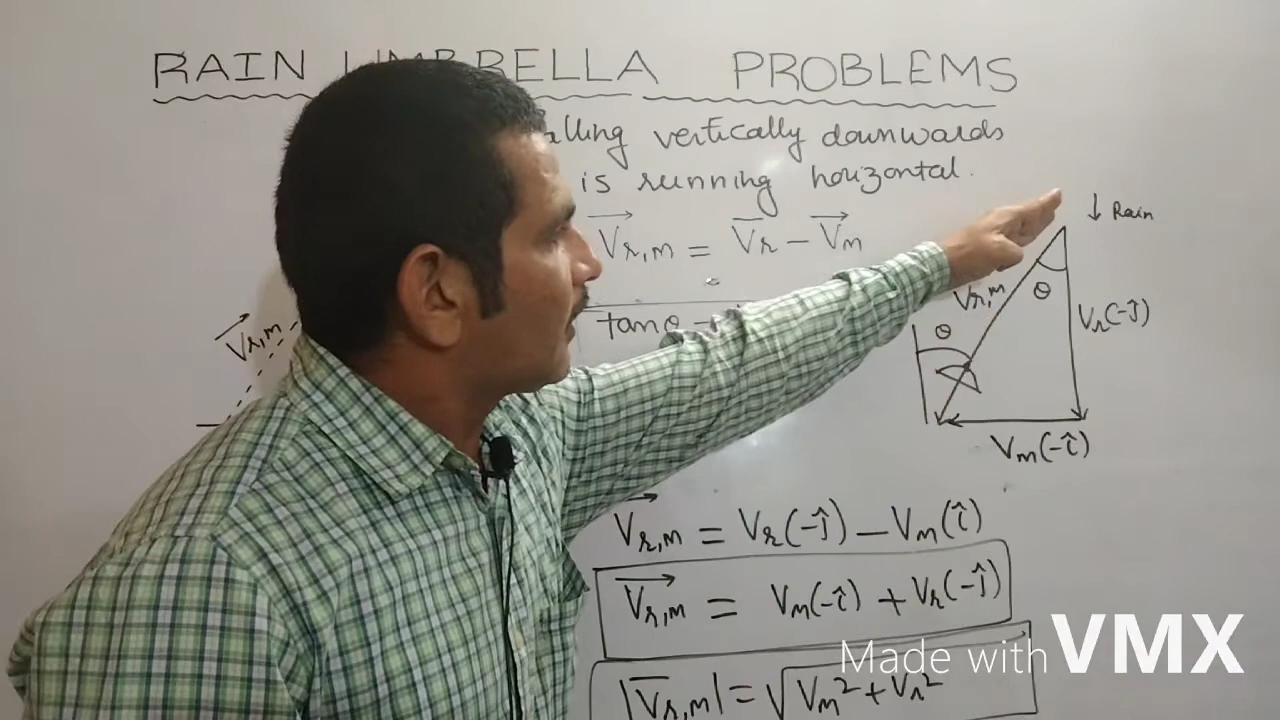 RAIN UMBRELLA PROBLEMS
falling vertically downwards
is running horizontal.
V⃗r,m = V⃗r − V⃗m
↓ Rain
tanθ
Vr,m
θ
Vr(-ĵ)
θ
V⃗r,m
Vm(-î)
V⃗r,m = Vr(-ĵ) − Vm(î)
V⃗r,m = Vm(-î) + Vr(-ĵ)
|V⃗r,m| = √Vm² + Vr²
Made with VMX